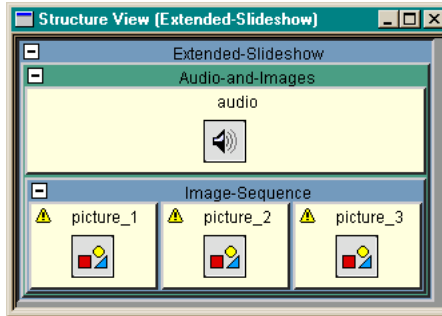 Structure View (Extended-Slideshow)
Extended-Slideshow
Audio-and-Images
audio
Image-Sequence
picture_1 picture_2 picture_3